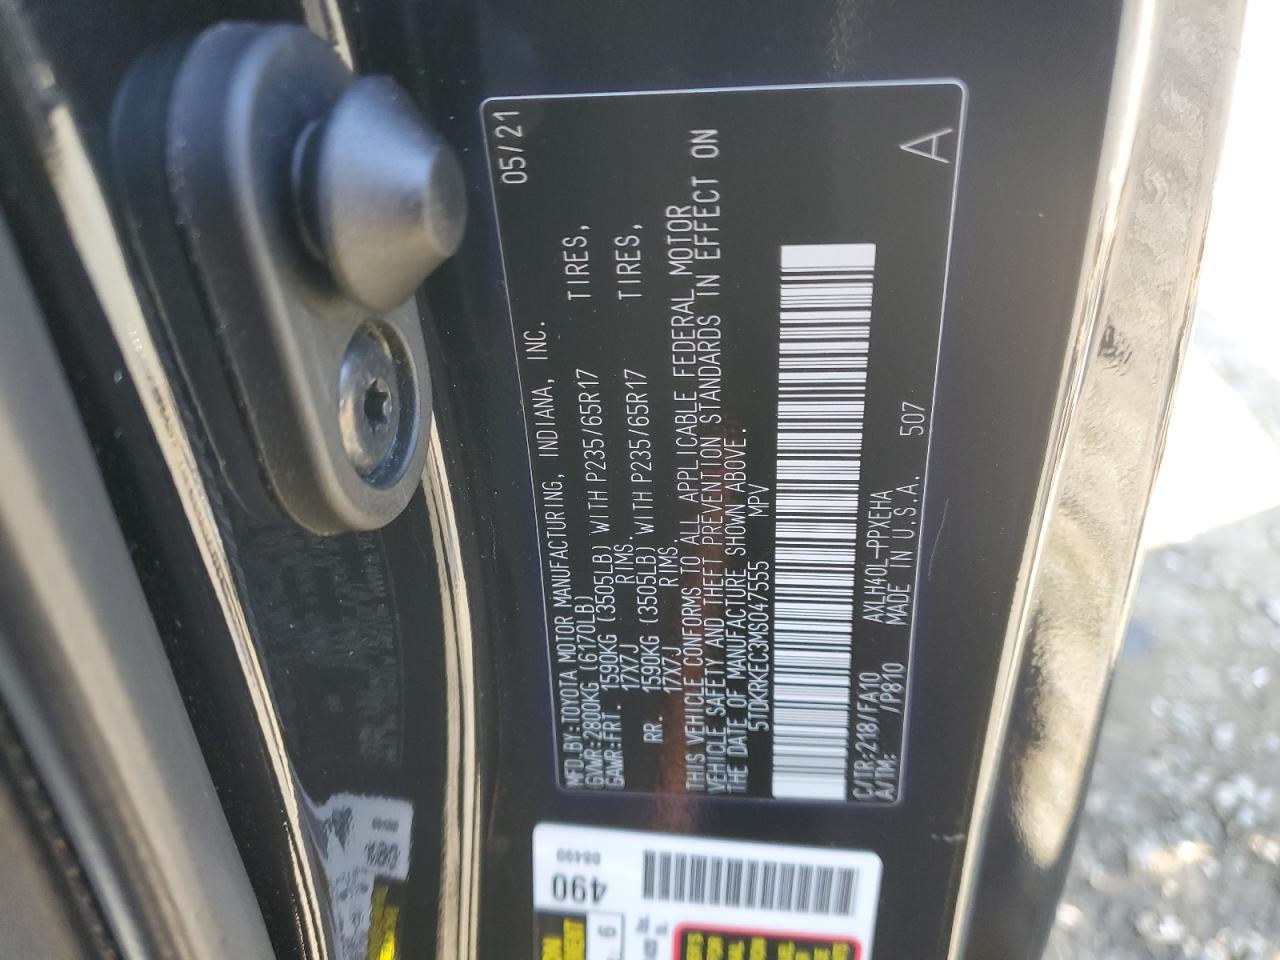 MFD. BY: TOYOTA MOTOR MANUFACTURING, INDIANA, INC. 05/21
GVWR: 2800KG (6170LB)
GAWR: FRT. 1590KG (3505LB) WITH P235/65R17 TIRES,
17X7J RIMS
RR. 1590KG (3505LB) WITH P235/65R17 TIRES,
17X7J RIMS
THIS VEHICLE CONFORMS TO ALL APPLICABLE FEDERAL MOTOR
VEHICLE SAFETY AND THEFT PREVENTION STANDARDS IN EFFECT ON
THE DATE OF MANUFACTURE SHOWN ABOVE.
5TDKRKEC3MS047555 MPV
C/TR:218/FA10 AXLH40L-PPXEHA 507
A/TM: /P810 MADE IN U.S.A.
A
490